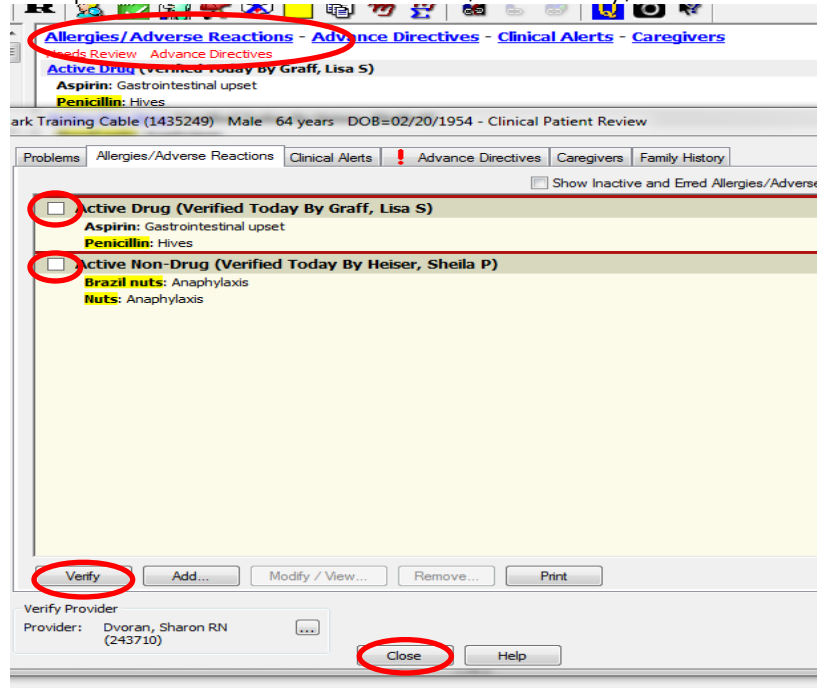 Allergies/Adverse Reactions - Advance Directives - Clinical Alerts - Caregivers
Needs Review Advance Directives
Active Drug (Verified Today By Graff, Lisa S)
Aspirin: Gastrointestinal upset
Penicillin: Hives
ark Training Cable (1435249) Male 64 years DOB=02/20/1954 - Clinical Patient Review
Problems Allergies/Adverse Reactions Clinical Alerts ! Advance Directives Caregivers Family History
Show Inactive and Erred Allergies/Adverse
Active Drug (Verified Today By Graff, Lisa S)
Aspirin: Gastrointestinal upset
Penicillin: Hives
Active Non-Drug (Verified Today By Heiser, Sheila P)
Brazil nuts: Anaphylaxis
Nuts: Anaphylaxis
Verify Add... Modify / View... Remove... Print
Verify Provider
Provider: Dvoran, Sharon RN ...
(243710)
Close Help